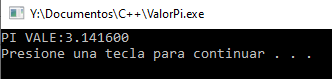 Y:\Documentos\C++\ValorPi.exe
PI VALE:3.141600
Presione una tecla para continuar . . .